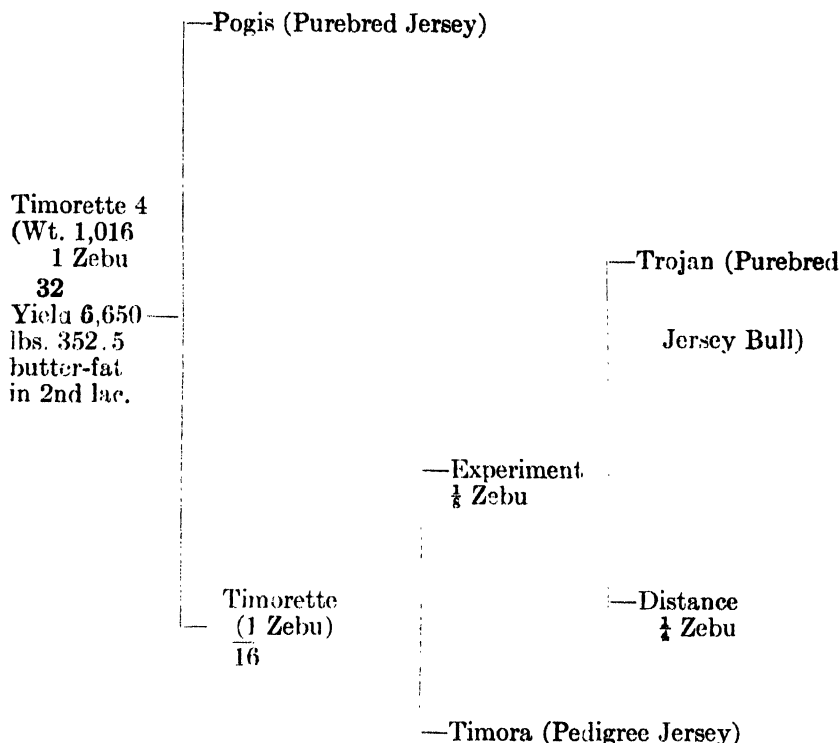 —Pogis (Purebred Jersey)
Timorette 4
(Wt. 1,016
1 Zebu
32
Yield 6,650
lbs. 352.5
butter-fat
in 2nd lac.
—Trojan (Purebred
Jersey Bull)
—Experiment
⅛ Zebu
Timorette
(1 Zebu)
16
—Distance
¼ Zebu
—Timora (Pedigree Jersey)